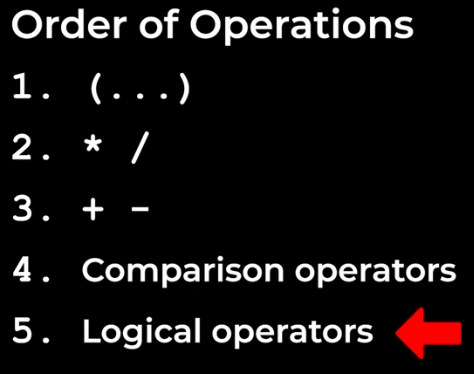 Order of Operations
1. (...)
2. * /
3. + -
4. Comparison operators
5. Logical operators